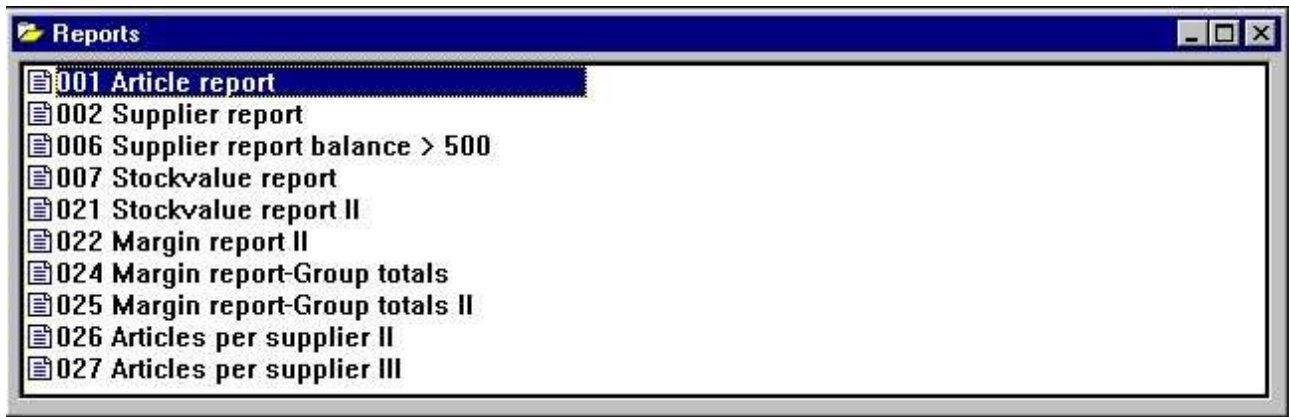 Reports
001 Article report
002 Supplier report
006 Supplier report balance > 500
007 Stockvalue report
021 Stockvalue report II
022 Margin report II
024 Margin report-Group totals
025 Margin report-Group totals II
026 Articles per supplier II
027 Articles per supplier III